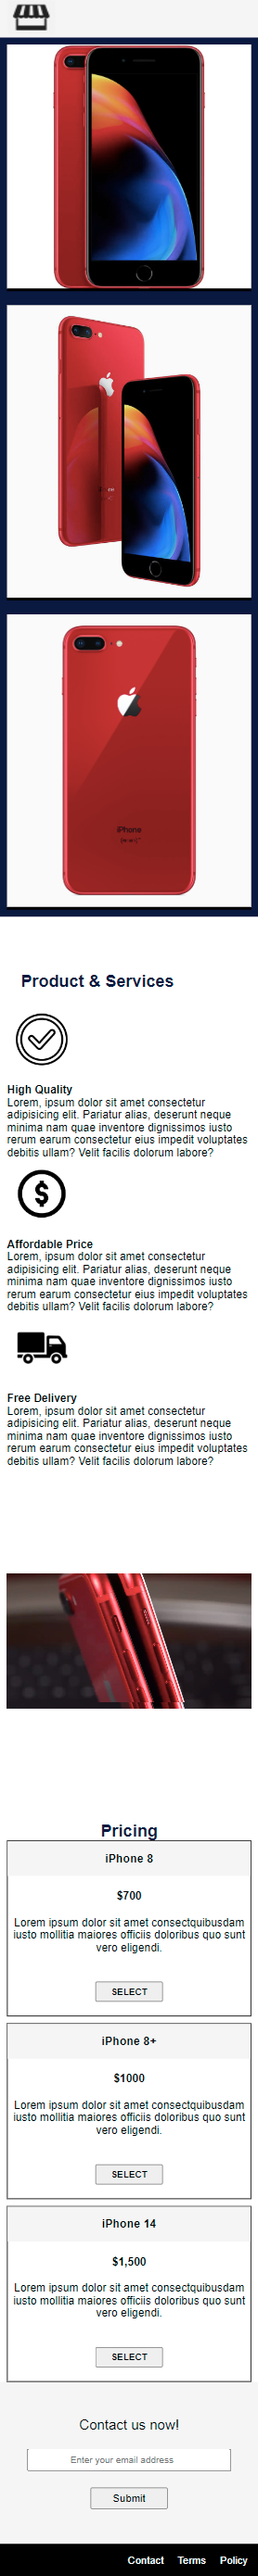 iPhone
Product & Services
High Quality
Lorem, ipsum dolor sit amet consectetur
adipisicing elit. Pariatur alias, deserunt neque
minima nam quae inventore dignissimos iusto
rerum earum consectetur eius impedit voluptates
debitis ullam? Velit facilis dolorum labore?
Affordable Price
Lorem, ipsum dolor sit amet consectetur
adipisicing elit. Pariatur alias, deserunt neque
minima nam quae inventore dignissimos iusto
rerum earum consectetur eius impedit voluptates
debitis ullam? Velit facilis dolorum labore?
Free Delivery
Lorem, ipsum dolor sit amet consectetur
adipisicing elit. Pariatur alias, deserunt neque
minima nam quae inventore dignissimos iusto
rerum earum consectetur eius impedit voluptates
debitis ullam? Velit facilis dolorum labore?
Pricing
iPhone 8
$700
Lorem ipsum dolor sit amet consectquibusdam
iusto mollitia maiores officiis doloribus quo sunt
vero eligendi.
SELECT
iPhone 8+
$1000
Lorem ipsum dolor sit amet consectquibusdam
iusto mollitia maiores officiis doloribus quo sunt
vero eligendi.
SELECT
iPhone 14
$1,500
Lorem ipsum dolor sit amet consectquibusdam
iusto mollitia maiores officiis doloribus quo sunt
vero eligendi.
SELECT
Contact us now!
Enter your email address
Submit
Contact Terms Policy